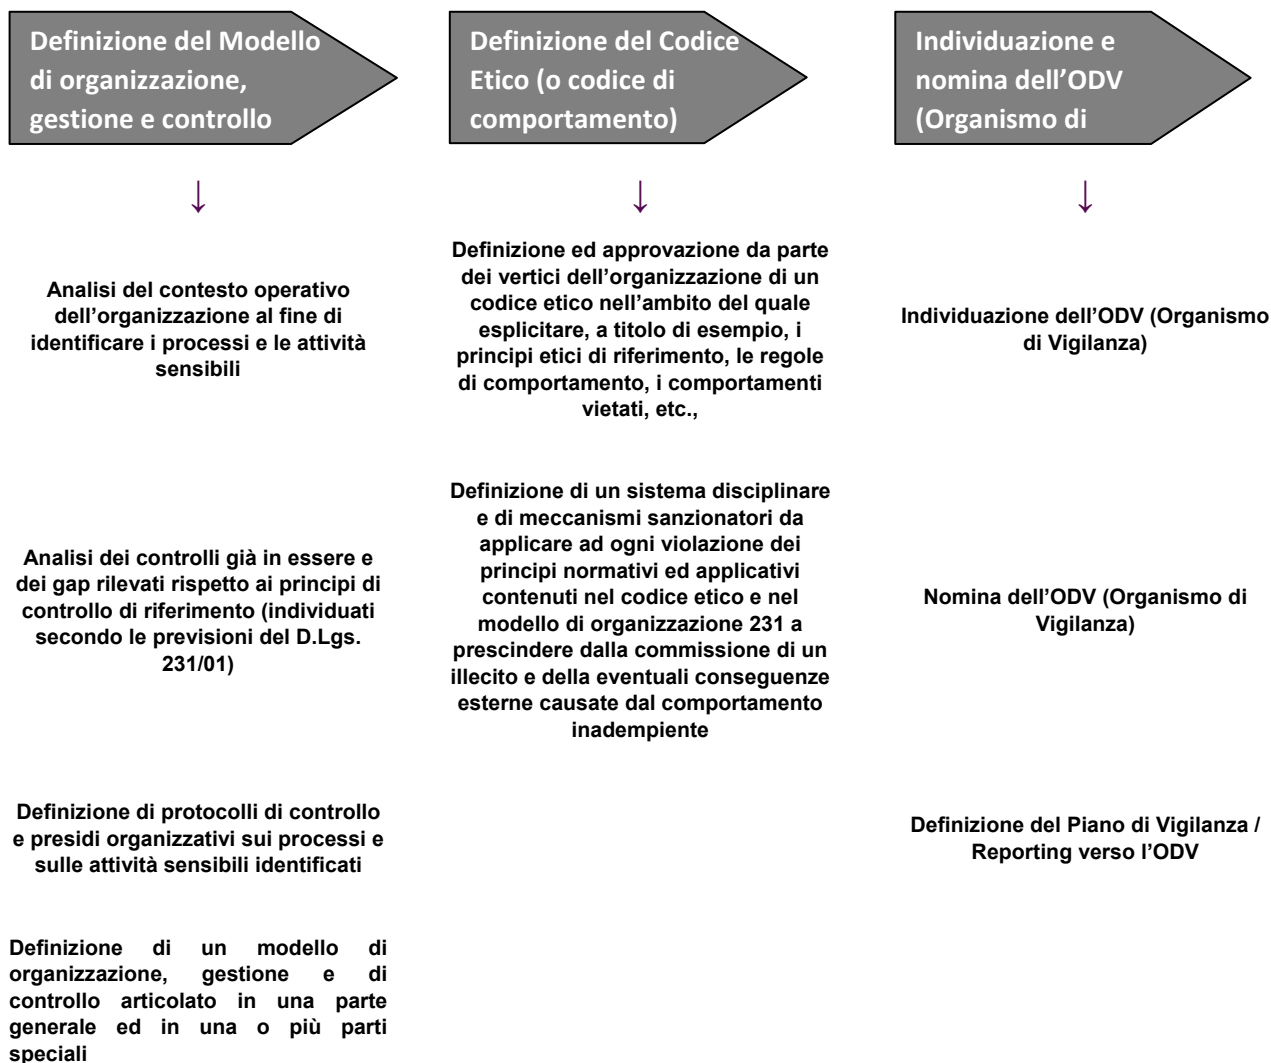 Definizione del Modello
di organizzazione,
gestione e controllo
↓
Analisi del contesto operativo
dell’organizzazione al fine di
identificare i processi e le attività
sensibili
Analisi dei controlli già in essere e
dei gap rilevati rispetto ai principi di
controllo di riferimento (individuati
secondo le previsioni del D.Lgs.
231/01)
Definizione di protocolli di controllo
e presidi organizzativi sui processi e
sulle attività sensibili identificati
Definizione di un modello di
organizzazione, gestione e di
controllo articolato in una parte
generale ed in una o più parti
speciali
Definizione del Codice
Etico (o codice di
comportamento)
↓
Definizione ed approvazione da parte
dei vertici dell’organizzazione di un
codice etico nell’ambito del quale
esplicitare, a titolo di esempio, i
principi etici di riferimento, le regole
di comportamento, i comportamenti
vietati, etc.,
Definizione di un sistema disciplinare
e di meccanismi sanzionatori da
applicare ad ogni violazione dei
principi normativi ed applicativi
contenuti nel codice etico e nel
modello di organizzazione 231 a
prescindere dalla commissione di un
illecito e della eventuali conseguenze
esterne causate dal comportamento
inadempiente
Individuazione e
nomina dell’ODV
(Organismo di
↓
Individuazione dell’ODV (Organismo
di Vigilanza)
Nomina dell’ODV (Organismo di
Vigilanza)
Definizione del Piano di Vigilanza /
Reporting verso l’ODV